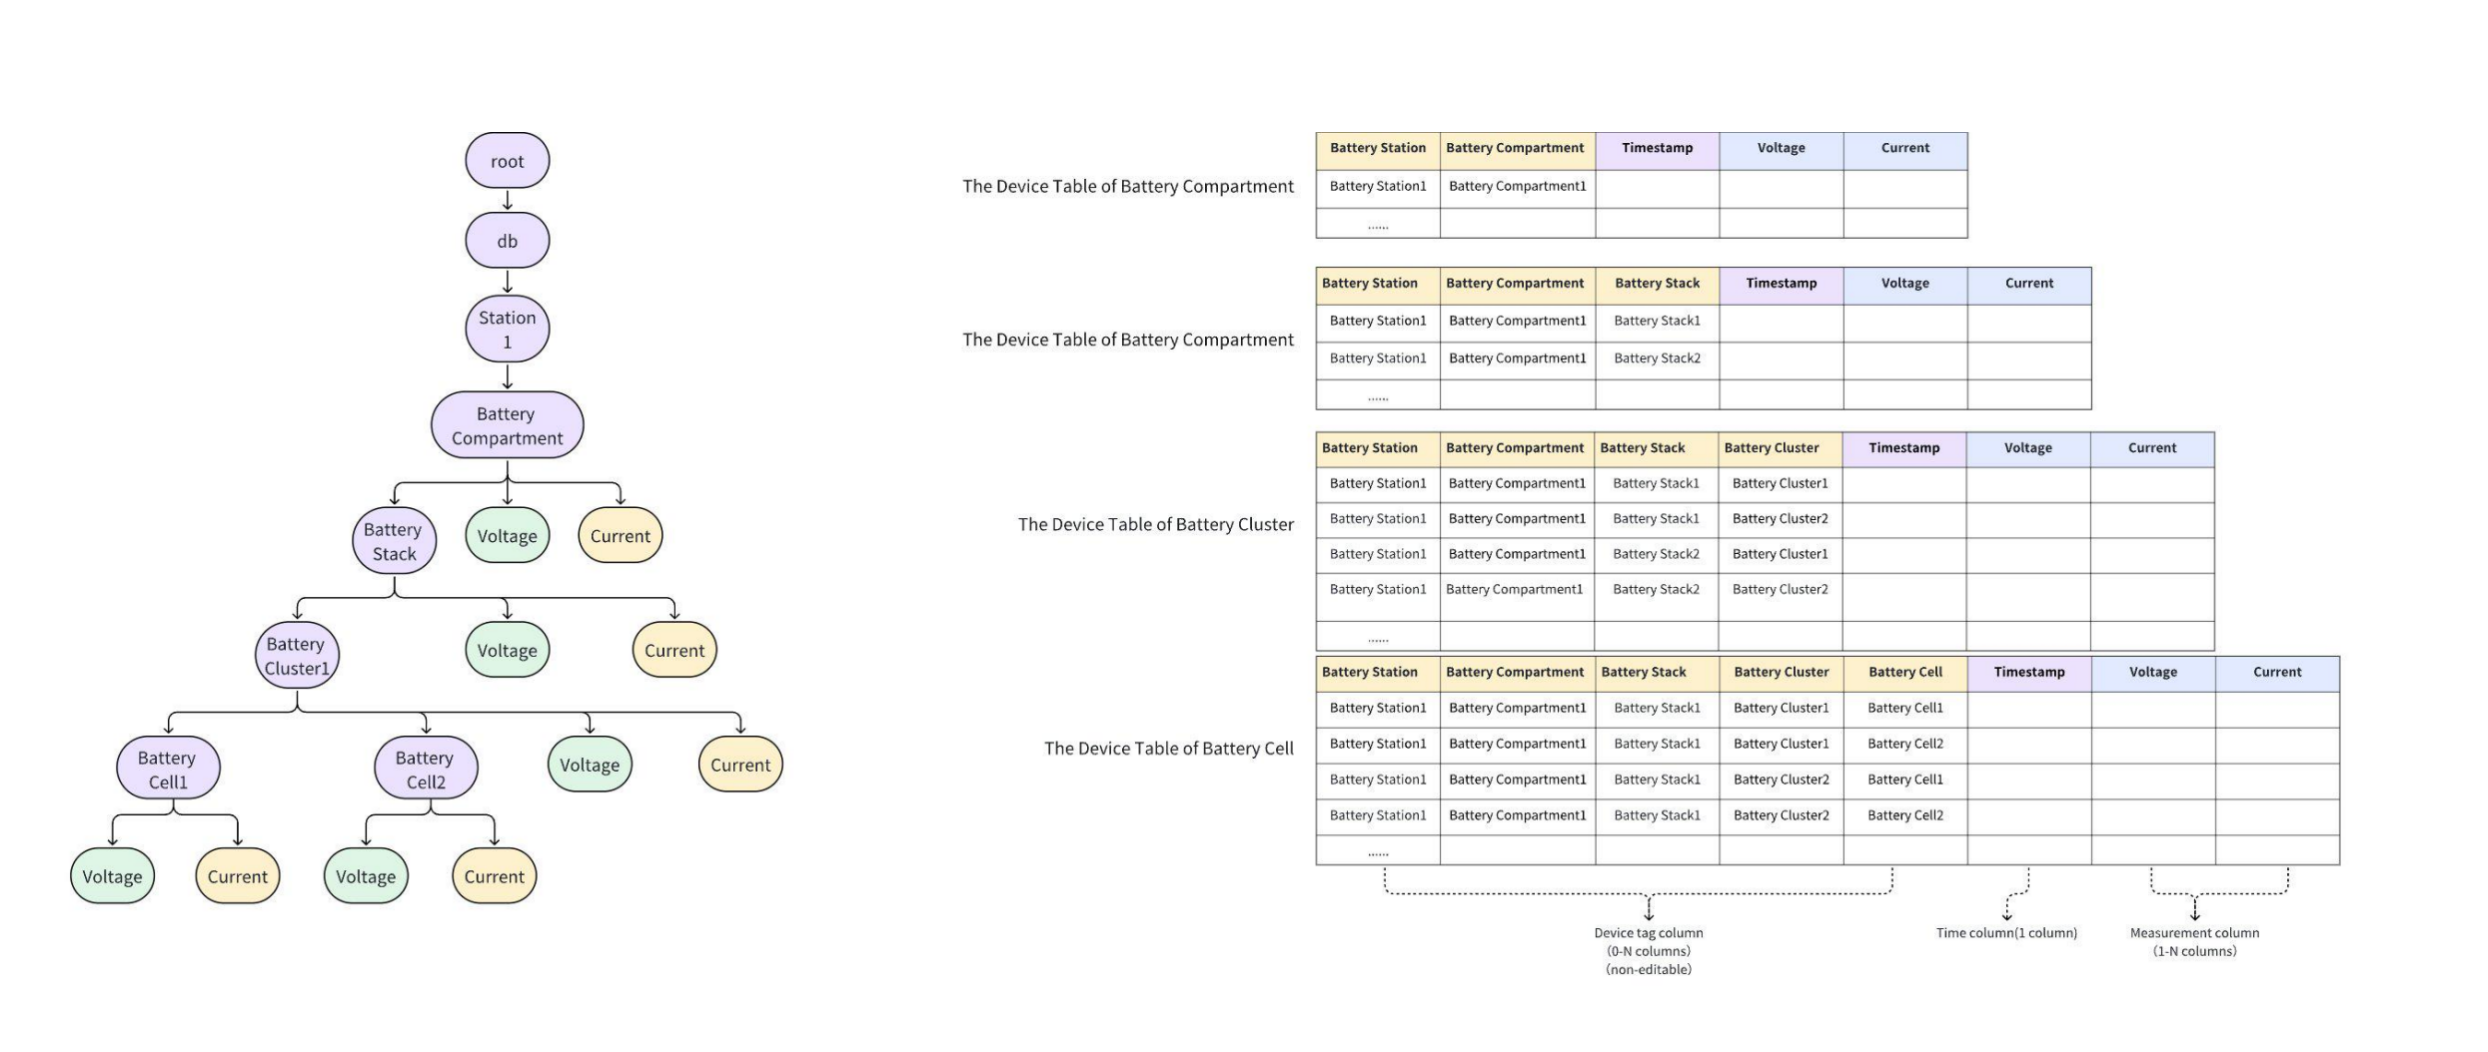 root
db
Station
1
Battery
Compartment
Battery
Stack
Voltage
Current
Battery
Cluster1
Voltage
Current
Battery
Cell1
Battery
Cell2
Voltage
Current
Voltage
Current
Voltage
Current
The Device Table of Battery Compartment
Battery Station Battery Compartment Timestamp Voltage Current
Battery Station1 Battery Compartment1
......
The Device Table of Battery Compartment
Battery Station Battery Compartment Battery Stack Timestamp Voltage Current
Battery Station1 Battery Compartment1 Battery Stack1
Battery Station1 Battery Compartment1 Battery Stack2
......
The Device Table of Battery Cluster
Battery Station Battery Compartment Battery Stack Battery Cluster Timestamp Voltage Current
Battery Station1 Battery Compartment1 Battery Stack1 Battery Cluster1
Battery Station1 Battery Compartment1 Battery Stack1 Battery Cluster2
Battery Station1 Battery Compartment1 Battery Stack2 Battery Cluster1
Battery Station1 Battery Compartment1 Battery Stack2 Battery Cluster2
......
The Device Table of Battery Cell
Battery Station Battery Compartment Battery Stack Battery Cluster Battery Cell Timestamp Voltage Current
Battery Station1 Battery Compartment1 Battery Stack1 Battery Cluster1 Battery Cell1
Battery Station1 Battery Compartment1 Battery Stack1 Battery Cluster1 Battery Cell2
Battery Station1 Battery Compartment1 Battery Stack1 Battery Cluster2 Battery Cell1
Battery Station1 Battery Compartment1 Battery Stack1 Battery Cluster2 Battery Cell2
......
Device tag column
(0-N columns)
(non-editable)
Time column(1 column)
Measurement column
(1-N columns)